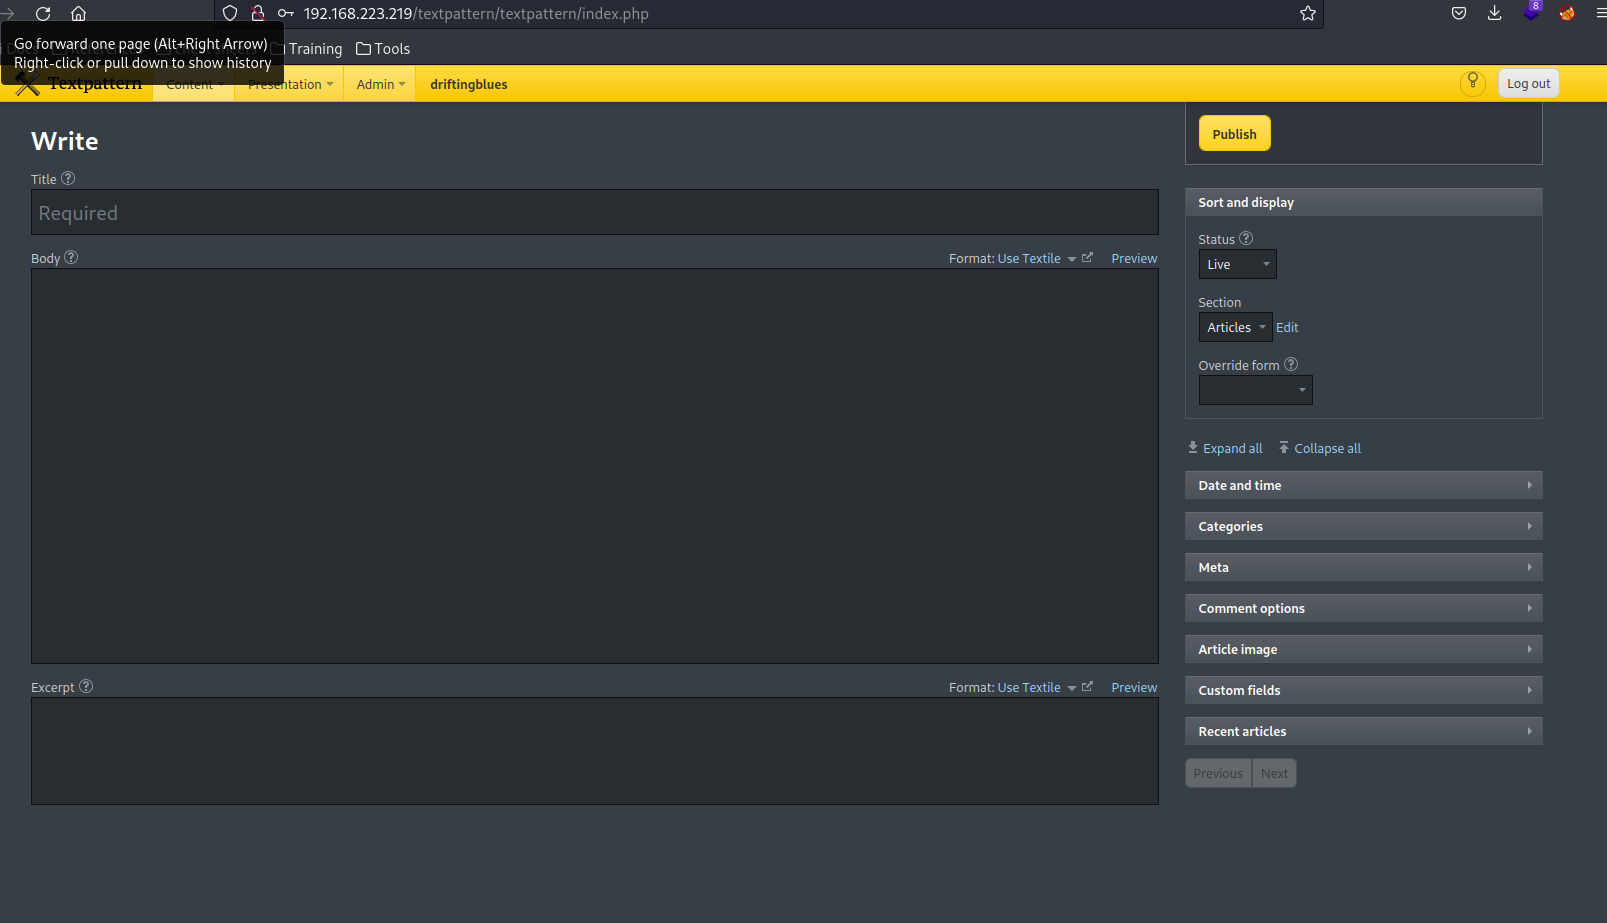 192.168.223.219/textpattern/textpattern/index.php
8
Go forward one page (Alt+Right Arrow)
Right-click or pull down to show history
Training
Tools
Textpattern
Content
Presentation
Admin
driftingblues
Log out
Write
Title ?
Required
Body ?
Format: Use Textile
Preview
Excerpt ?
Format: Use Textile
Preview
Publish
Sort and display
Status ?
Live
Section
Articles
Edit
Override form ?
Expand all
Collapse all
Date and time
Categories
Meta
Comment options
Article image
Custom fields
Recent articles
Previous
Next